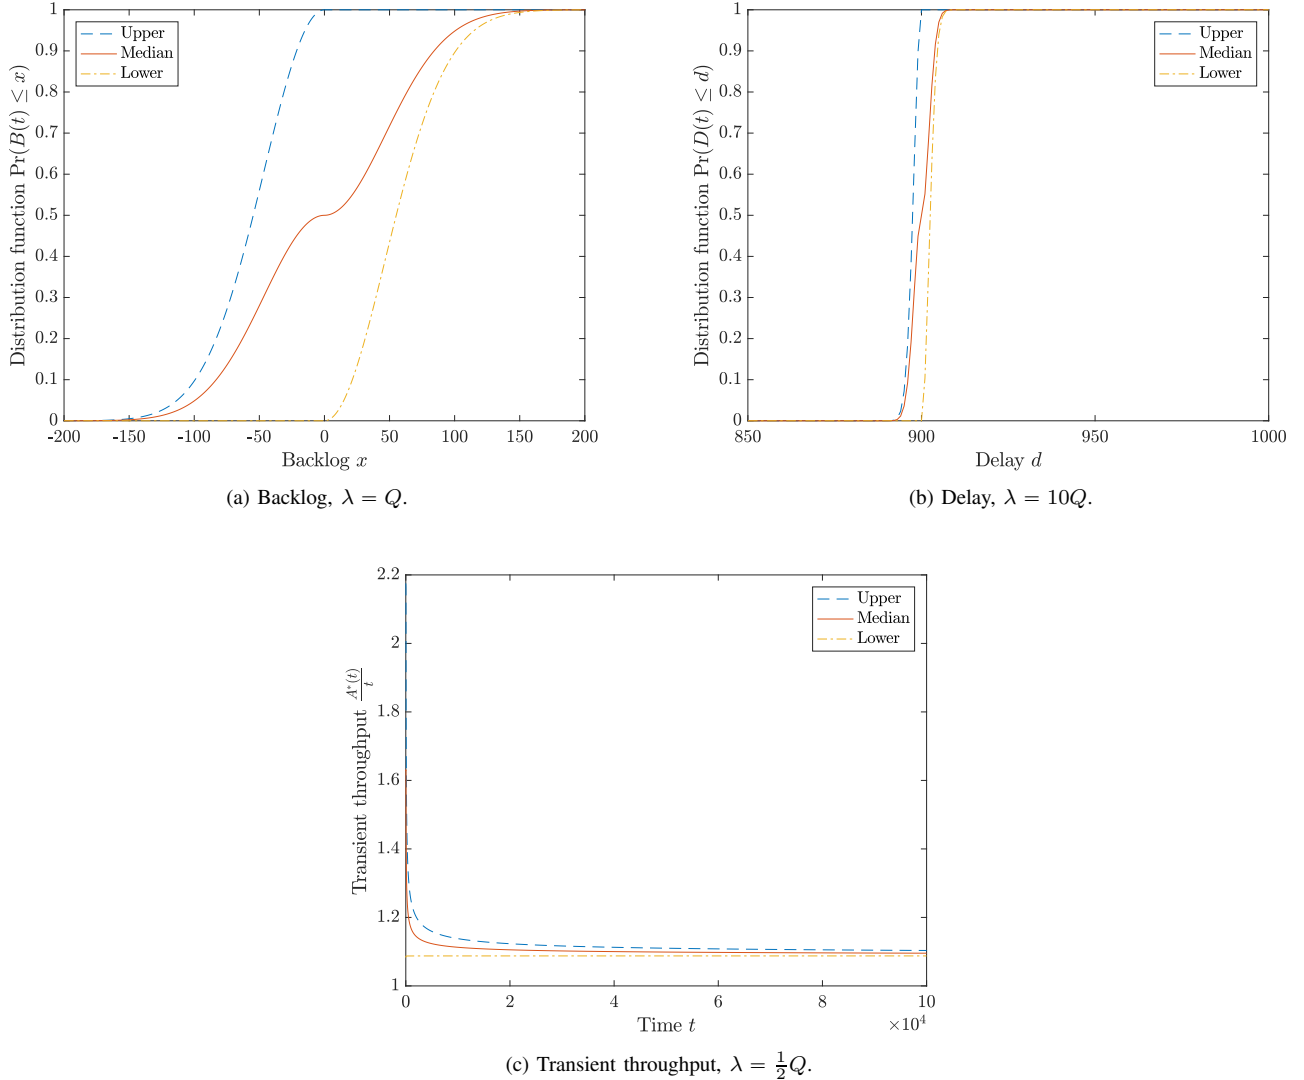 Distribution function Pr(B(t) ≤ x)
1
0.9
0.8
0.7
0.6
0.5
0.4
0.3
0.2
0.1
0
Upper
Median
Lower
-200 -150 -100 -50 0 50 100 150 200
Backlog x
(a) Backlog, λ = Q.
Distribution function Pr(D(t) ≤ d)
1
0.9
0.8
0.7
0.6
0.5
0.4
0.3
0.2
0.1
0
Upper
Median
Lower
850 900 950 1000
Delay d
(b) Delay, λ = 10Q.
Transient throughput A*(t)/t
2.2
2
1.8
1.6
1.4
1.2
1
Upper
Median
Lower
0 2 4 6 8 10
Time t
×10⁴
(c) Transient throughput, λ = ½Q.